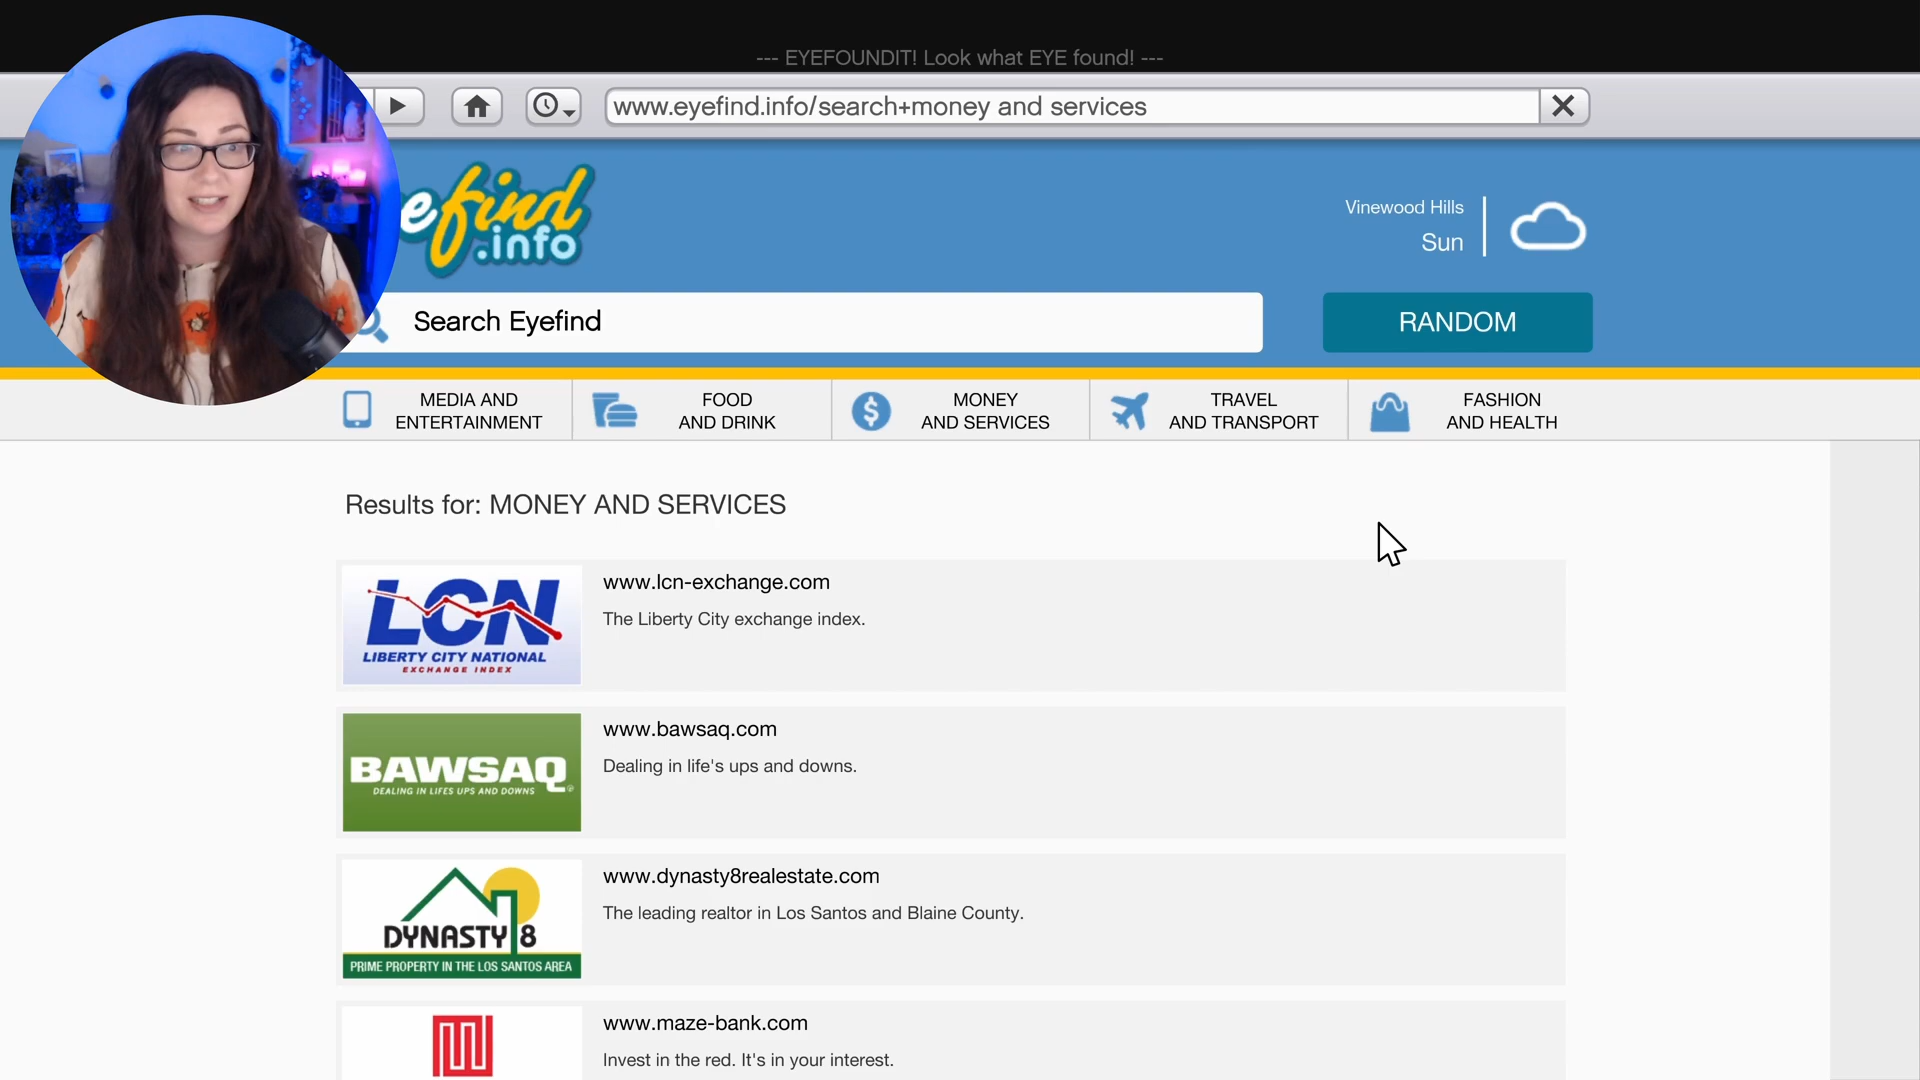 --- EYEFOUNDIT! Look what EYE found! ---
www.eyefind.info/search+money and services
efind
.info
Vinewood Hills
Sun
Search Eyefind
RANDOM
MEDIA AND
ENTERTAINMENT
FOOD
AND DRINK
MONEY
AND SERVICES
TRAVEL
AND TRANSPORT
FASHION
AND HEALTH
Results for: MONEY AND SERVICES
LCN
LIBERTY CITY NATIONAL
EXCHANGE INDEX
www.lcn-exchange.com
The Liberty City exchange index.
BAWSAQ
DEALING IN LIFES UPS AND DOWNS
www.bawsaq.com
Dealing in life's ups and downs.
DYNASTY 8
PRIME PROPERTY IN THE LOS SANTOS AREA
www.dynasty8realestate.com
The leading realtor in Los Santos and Blaine County.
www.maze-bank.com
Invest in the red. It's in your interest.